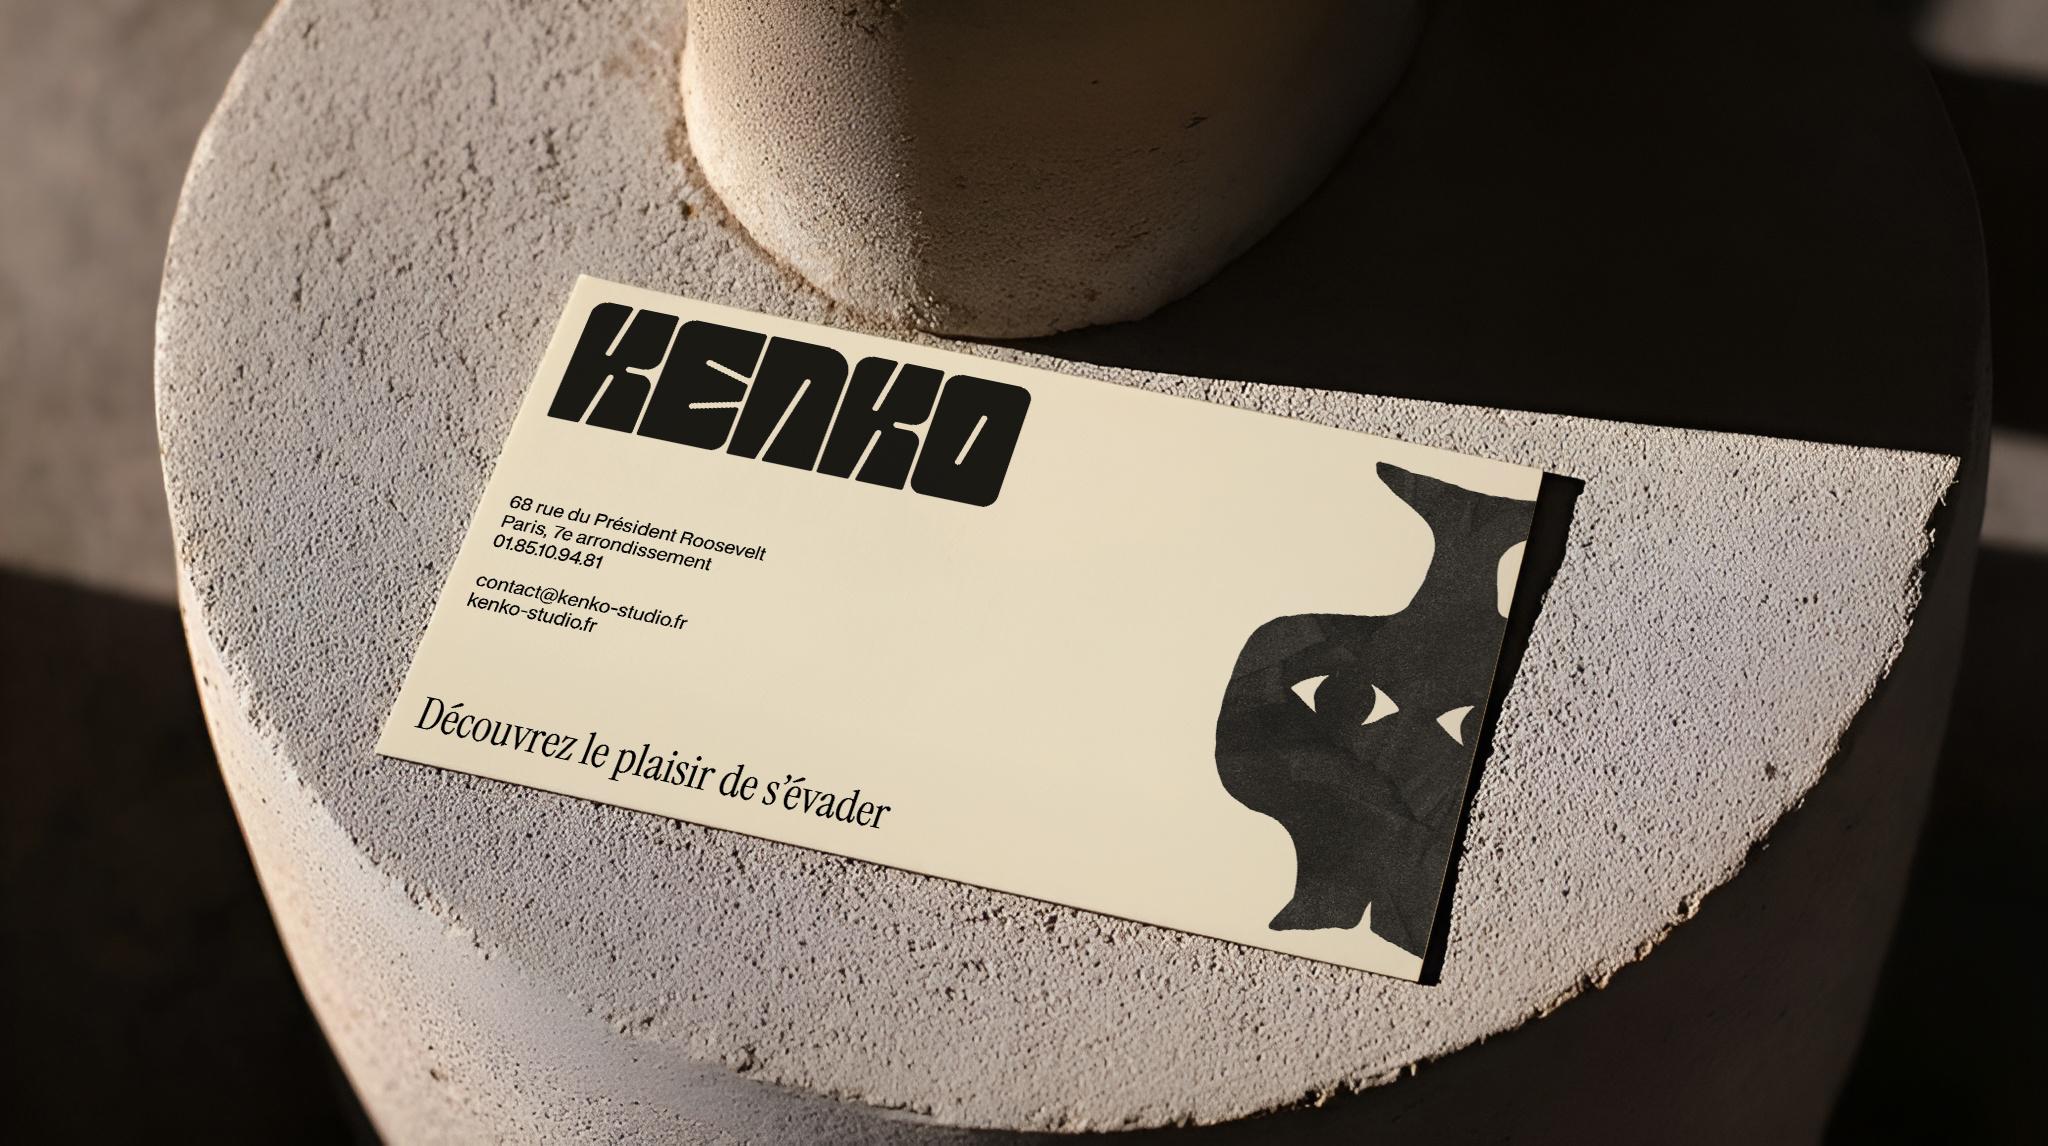 KENKO
68 rue du Président Roosevelt
Paris, 7e arrondissement
01.85.10.94.81
contact@kenko-studio.fr
kenko-studio.fr
Découvrez le plaisir de s'évader